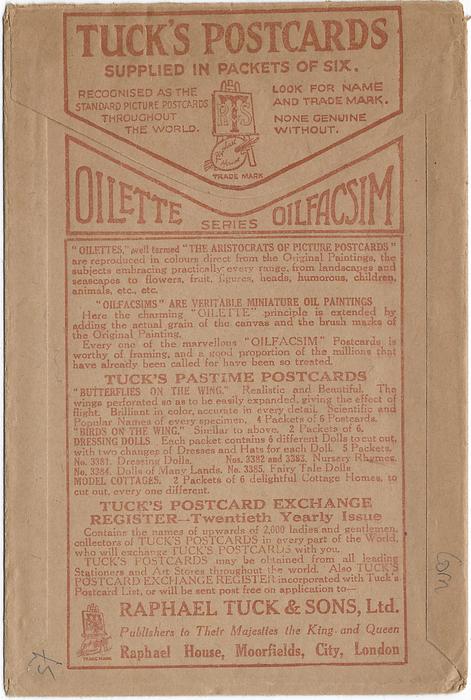 TUCK'S POSTCARDS
SUPPLIED IN PACKETS OF SIX.
RECOGNISED AS THE
STANDARD PICTURE POSTCARDS
THROUGHOUT
THE WORLD.
LOOK FOR NAME
AND TRADE MARK.
NONE GENUINE
WITHOUT.
RTS
Raphael
House
TRADE MARK
OILETTE SERIES OILFACSIM
"OILETTES," well termed "THE ARISTOCRATS OF PICTURE POSTCARDS"
are reproduced in colours direct from the Original Paintings, the
subjects embracing practically every range, from landscapes and
seascapes to flowers, fruit, figures, heads, humorous, children,
animals, etc., etc.
"OILFACSIMS" ARE VERITABLE MINIATURE OIL PAINTINGS
Here the charming "OILETTE" principle is extended by
adding the actual grain of the canvas and the brush marks of
the Original Painting.
Every one of the marvellous "OILFACSIM" Postcards is
worthy of framing, and a good proportion of the millions that
have already been called for have been so treated.
TUCK'S PASTIME POSTCARDS
"BUTTERFLIES ON THE WING." Realistic and Beautiful. The
wings perforated so as to be easily expanded, giving the effect of
flight. Brilliant in color, accurate in every detail. Scientific and
Popular Names of every specimen. 4 Packets of 6 Postcards.
"BIRDS ON THE WING." Similar to above. 2 Packets of 6.
DRESSING DOLLS. Each packet contains 6 different Dolls to cut out,
with two changes of Dresses and Hats for each Doll. 5 Packets.
No. 3381. Dressing Dolls. Nos. 3382 and 3383. Nursery Rhymes.
No. 3384. Dolls of Many Lands. No. 3385. Fairy Tale Dolls
MODEL COTTAGES. 2 Packets of 6 delightful Cottage Homes, to
cut out, every one different.
TUCK'S POSTCARD EXCHANGE
REGISTER—Twentieth Yearly Issue
Contains the names of upwards of 2,000 ladies and gentlemen,
collectors of TUCK'S POSTCARDS in every part of the World,
who will exchange TUCK'S POSTCARDS with you.
TUCK'S POSTCARDS may be obtained from all leading
Stationers and Art Stores throughout the world. Also TUCK'S
POSTCARD EXCHANGE REGISTER incorporated with Tuck's
Postcard List, or will be sent post free on application to—
RAPHAEL TUCK & SONS, Ltd.
Publishers to Their Majesties the King and Queen
Raphael House, Moorfields, City, London
TRADE MARK